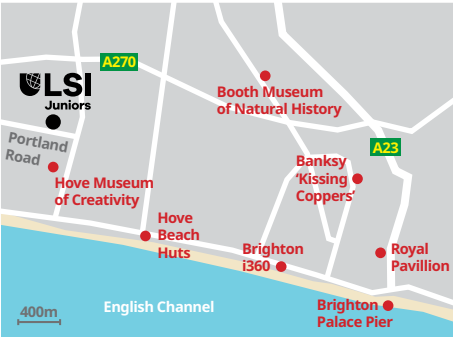 A270
LSI
Juniors
Portland
Road
Hove Museum
of Creativity
Booth Museum
of Natural History
A23
Banksy
‘Kissing
Coppers’
Hove
Beach
Huts
Brighton
i360
Royal
Pavillion
English Channel
Brighton
Palace Pier
400m